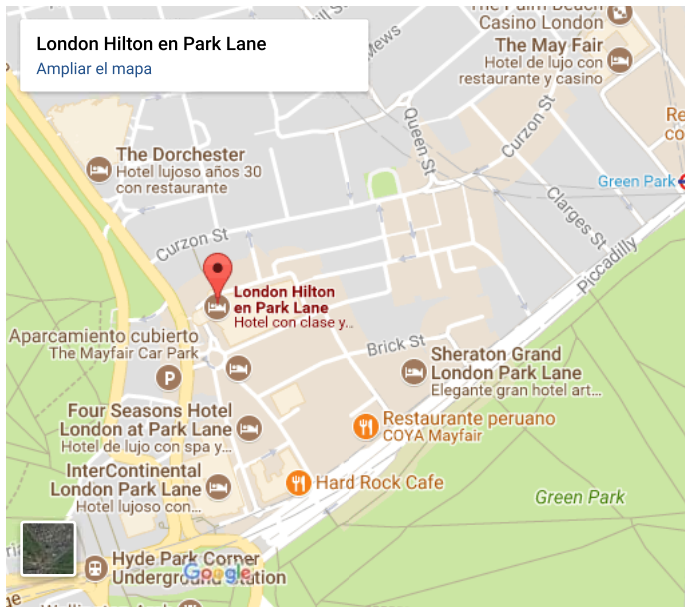 London Hilton en Park Lane
Ampliar el mapa
Mews
Casino London
The May Fair
Hotel de lujo con
restaurante y casino
Queen St
Curzon St
The Dorchester
Hotel lujoso años 30
con restaurante
Green Park
Clarges St
Curzon St
Piccadilly
London Hilton
en Park Lane
Hotel con clase y...
Aparcamiento cubierto
The Mayfair Car Park
P
Brick St
Sheraton Grand
London Park Lane
Elegante gran hotel art...
Four Seasons Hotel
London at Park Lane
Hotel de lujo con spa y...
Restaurante peruano
COYA Mayfair
InterContinental
London Park Lane
Hotel lujoso con...
Hard Rock Cafe
Green Park
Hyde Park Corner
Underground Station
Google